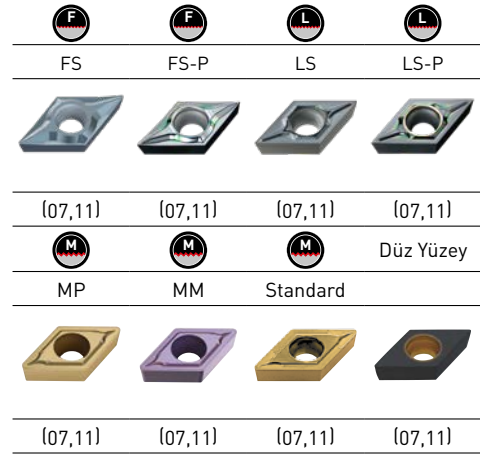 F F L L
FS FS-P LS LS-P
(07,11) (07,11) (07,11) (07,11)
M M M Düz Yüzey
MP MM Standard
(07,11) (07,11) (07,11) (07,11)